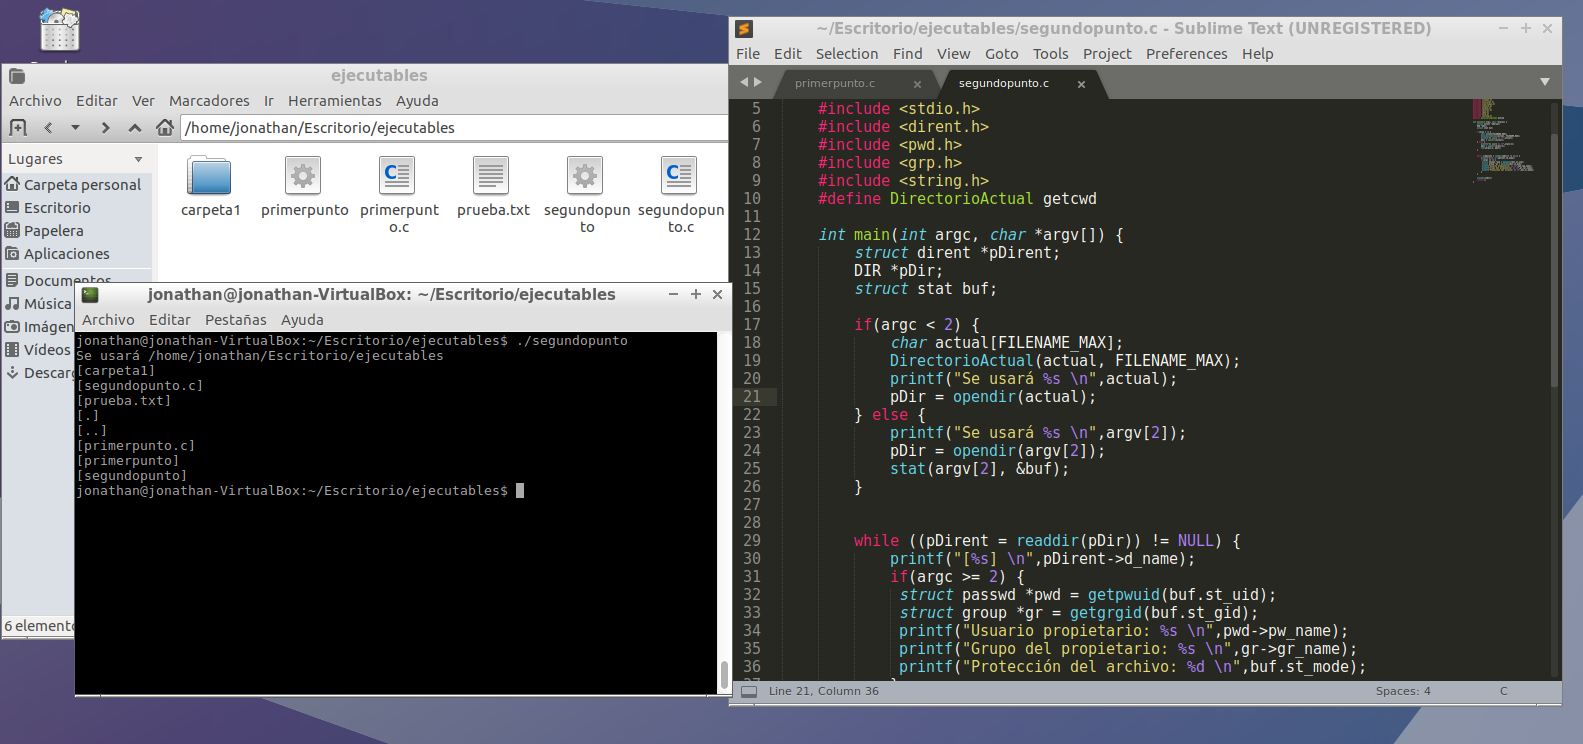 ejecutables
Archivo Editar Ver Marcadores Ir Herramientas Ayuda
/home/jonathan/Escritorio/ejecutables
Lugares
Carpeta personal
Escritorio
Papelera
Aplicaciones
Documentos
Música
Imágen
Vídeos
Descarg
carpeta1
primerpunto
primerpunt
o.c
prueba.txt
segundopun
to
segundopun
to.c
6 elemento
jonathan@jonathan-VirtualBox: ~/Escritorio/ejecutables
Archivo Editar Pestañas Ayuda
jonathan@jonathan-VirtualBox:~/Escritorio/ejecutables$ ./segundopunto
Se usará /home/jonathan/Escritorio/ejecutables
[carpeta1]
[segundopunto.c]
[prueba.txt]
[.]
[..]
[primerpunto.c]
[primerpunto]
[segundopunto]
jonathan@jonathan-VirtualBox:~/Escritorio/ejecutables$
~/Escritorio/ejecutables/segundopunto.c - Sublime Text (UNREGISTERED)
File Edit Selection Find View Goto Tools Project Preferences Help
primerpunto.c × segundopunto.c ×
5 #include <stdio.h>
6 #include <dirent.h>
7 #include <pwd.h>
8 #include <grp.h>
9 #include <string.h>
10 #define DirectorioActual getcwd
11
12 int main(int argc, char *argv[]) {
13 struct dirent *pDirent;
14 DIR *pDir;
15 struct stat buf;
16
17 if(argc < 2) {
18 char actual[FILENAME_MAX];
19 DirectorioActual(actual, FILENAME_MAX);
20 printf("Se usará %s \n",actual);
21 pDir = opendir(actual);
22 } else {
23 printf("Se usará %s \n",argv[2]);
24 pDir = opendir(argv[2]);
25 stat(argv[2], &buf);
26 }
27
28
29 while ((pDirent = readdir(pDir)) != NULL) {
30 printf("[%s] \n",pDirent->d_name);
31 if(argc >= 2) {
32 struct passwd *pwd = getpwuid(buf.st_uid);
33 struct group *gr = getgrgid(buf.st_gid);
34 printf("Usuario propietario: %s \n",pwd->pw_name);
35 printf("Grupo del propietario: %s \n",gr->gr_name);
36 printf("Protección del archivo: %d \n",buf.st_mode);
Line 21, Column 36
Spaces: 4
C